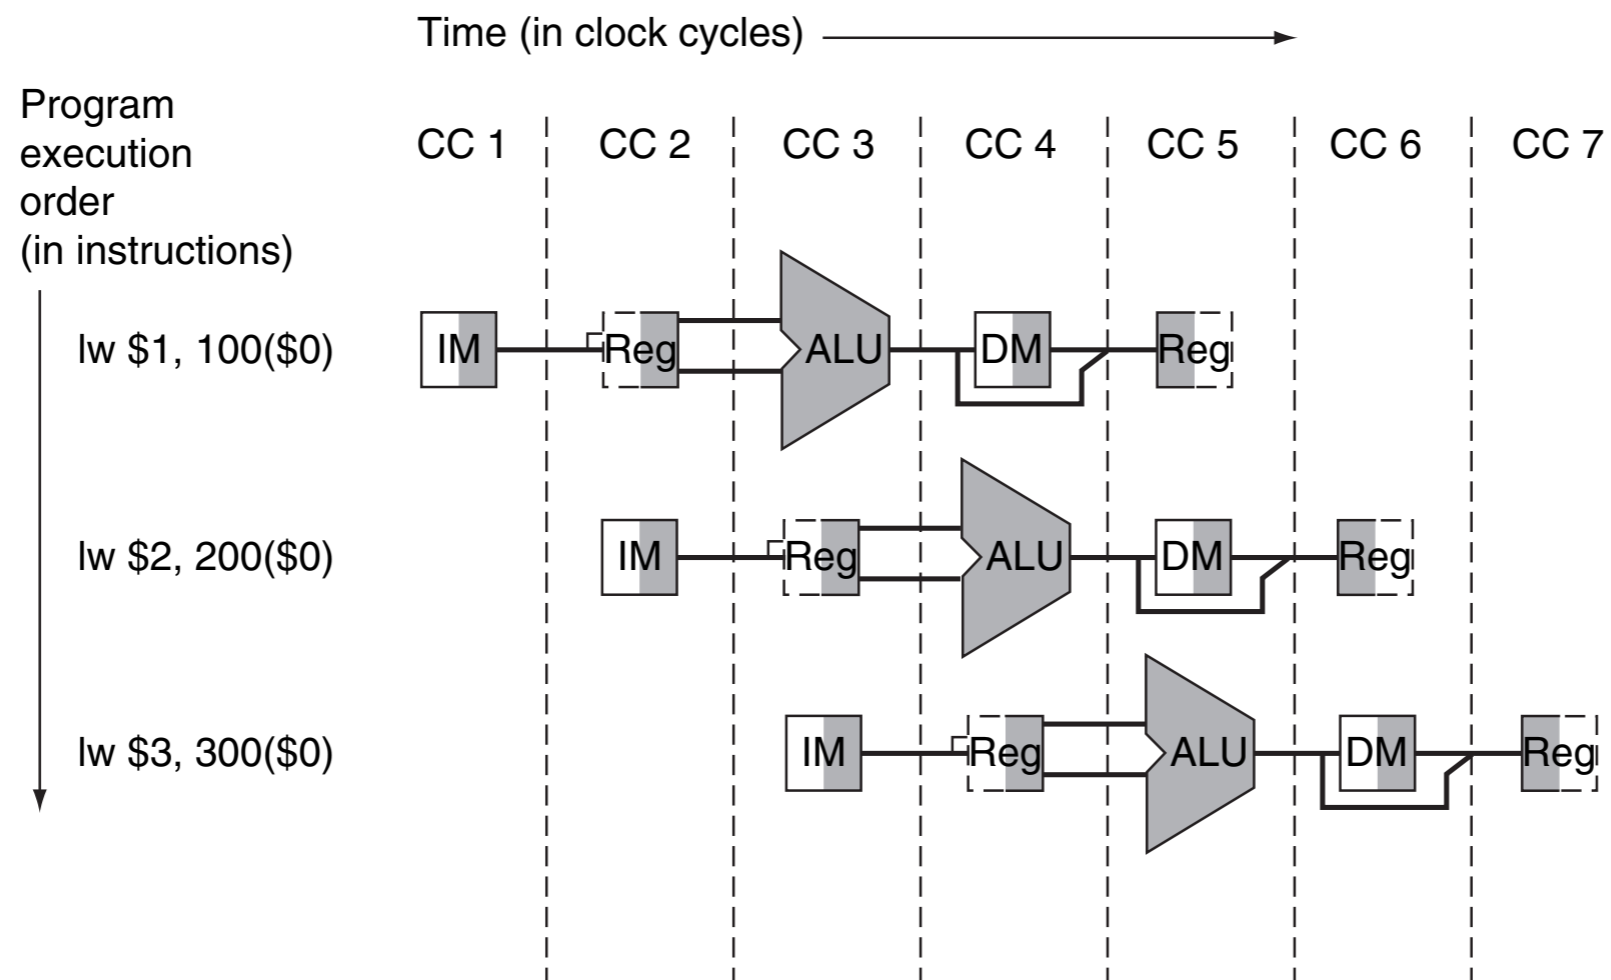 Time (in clock cycles)
Program
execution
order
(in instructions)
CC 1 CC 2 CC 3 CC 4 CC 5 CC 6 CC 7
lw $1, 100($0) IM Reg ALU DM Reg
lw $2, 200($0) IM Reg ALU DM Reg
lw $3, 300($0) IM Reg ALU DM Reg